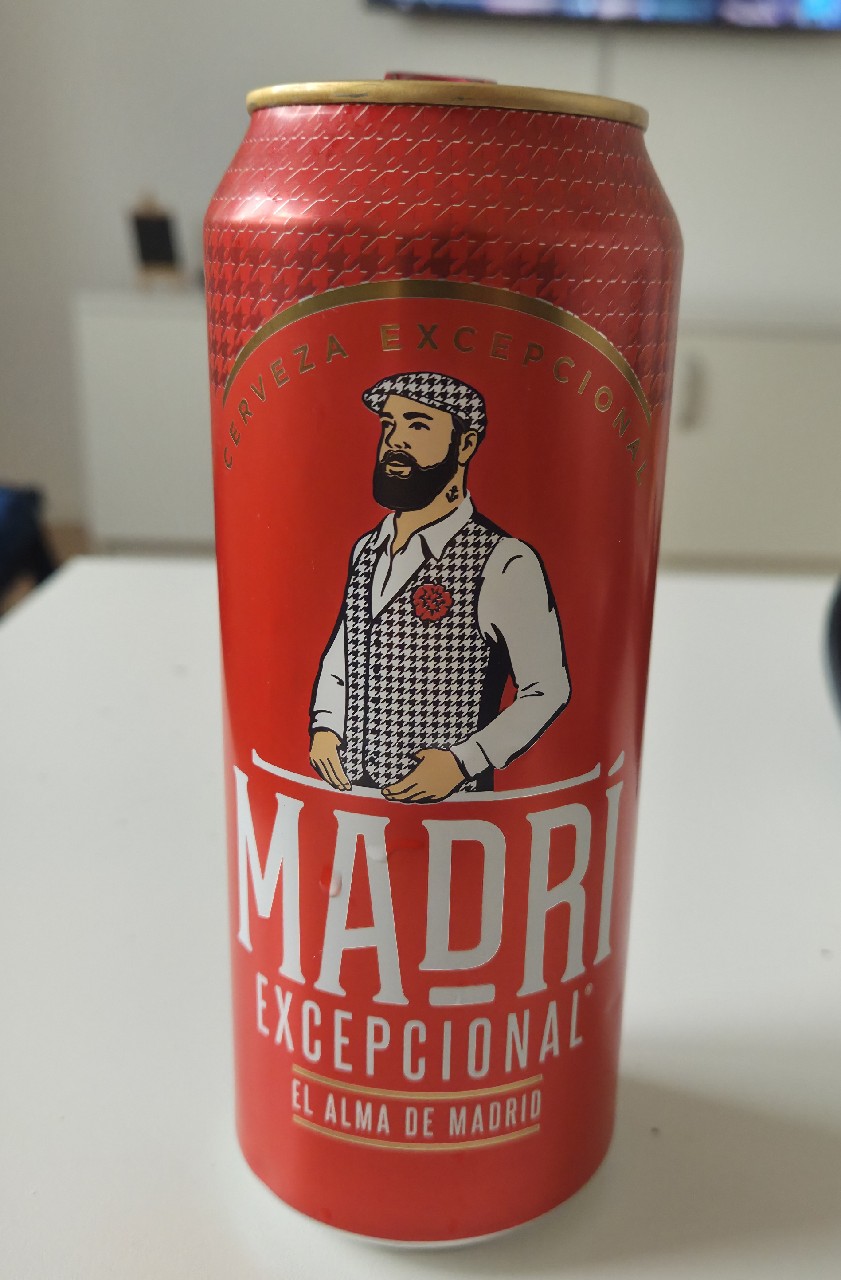 CERVEZA EXCEPCIONAL
MADRÍ
EXCEPCIONAL®
EL ALMA DE MADRID